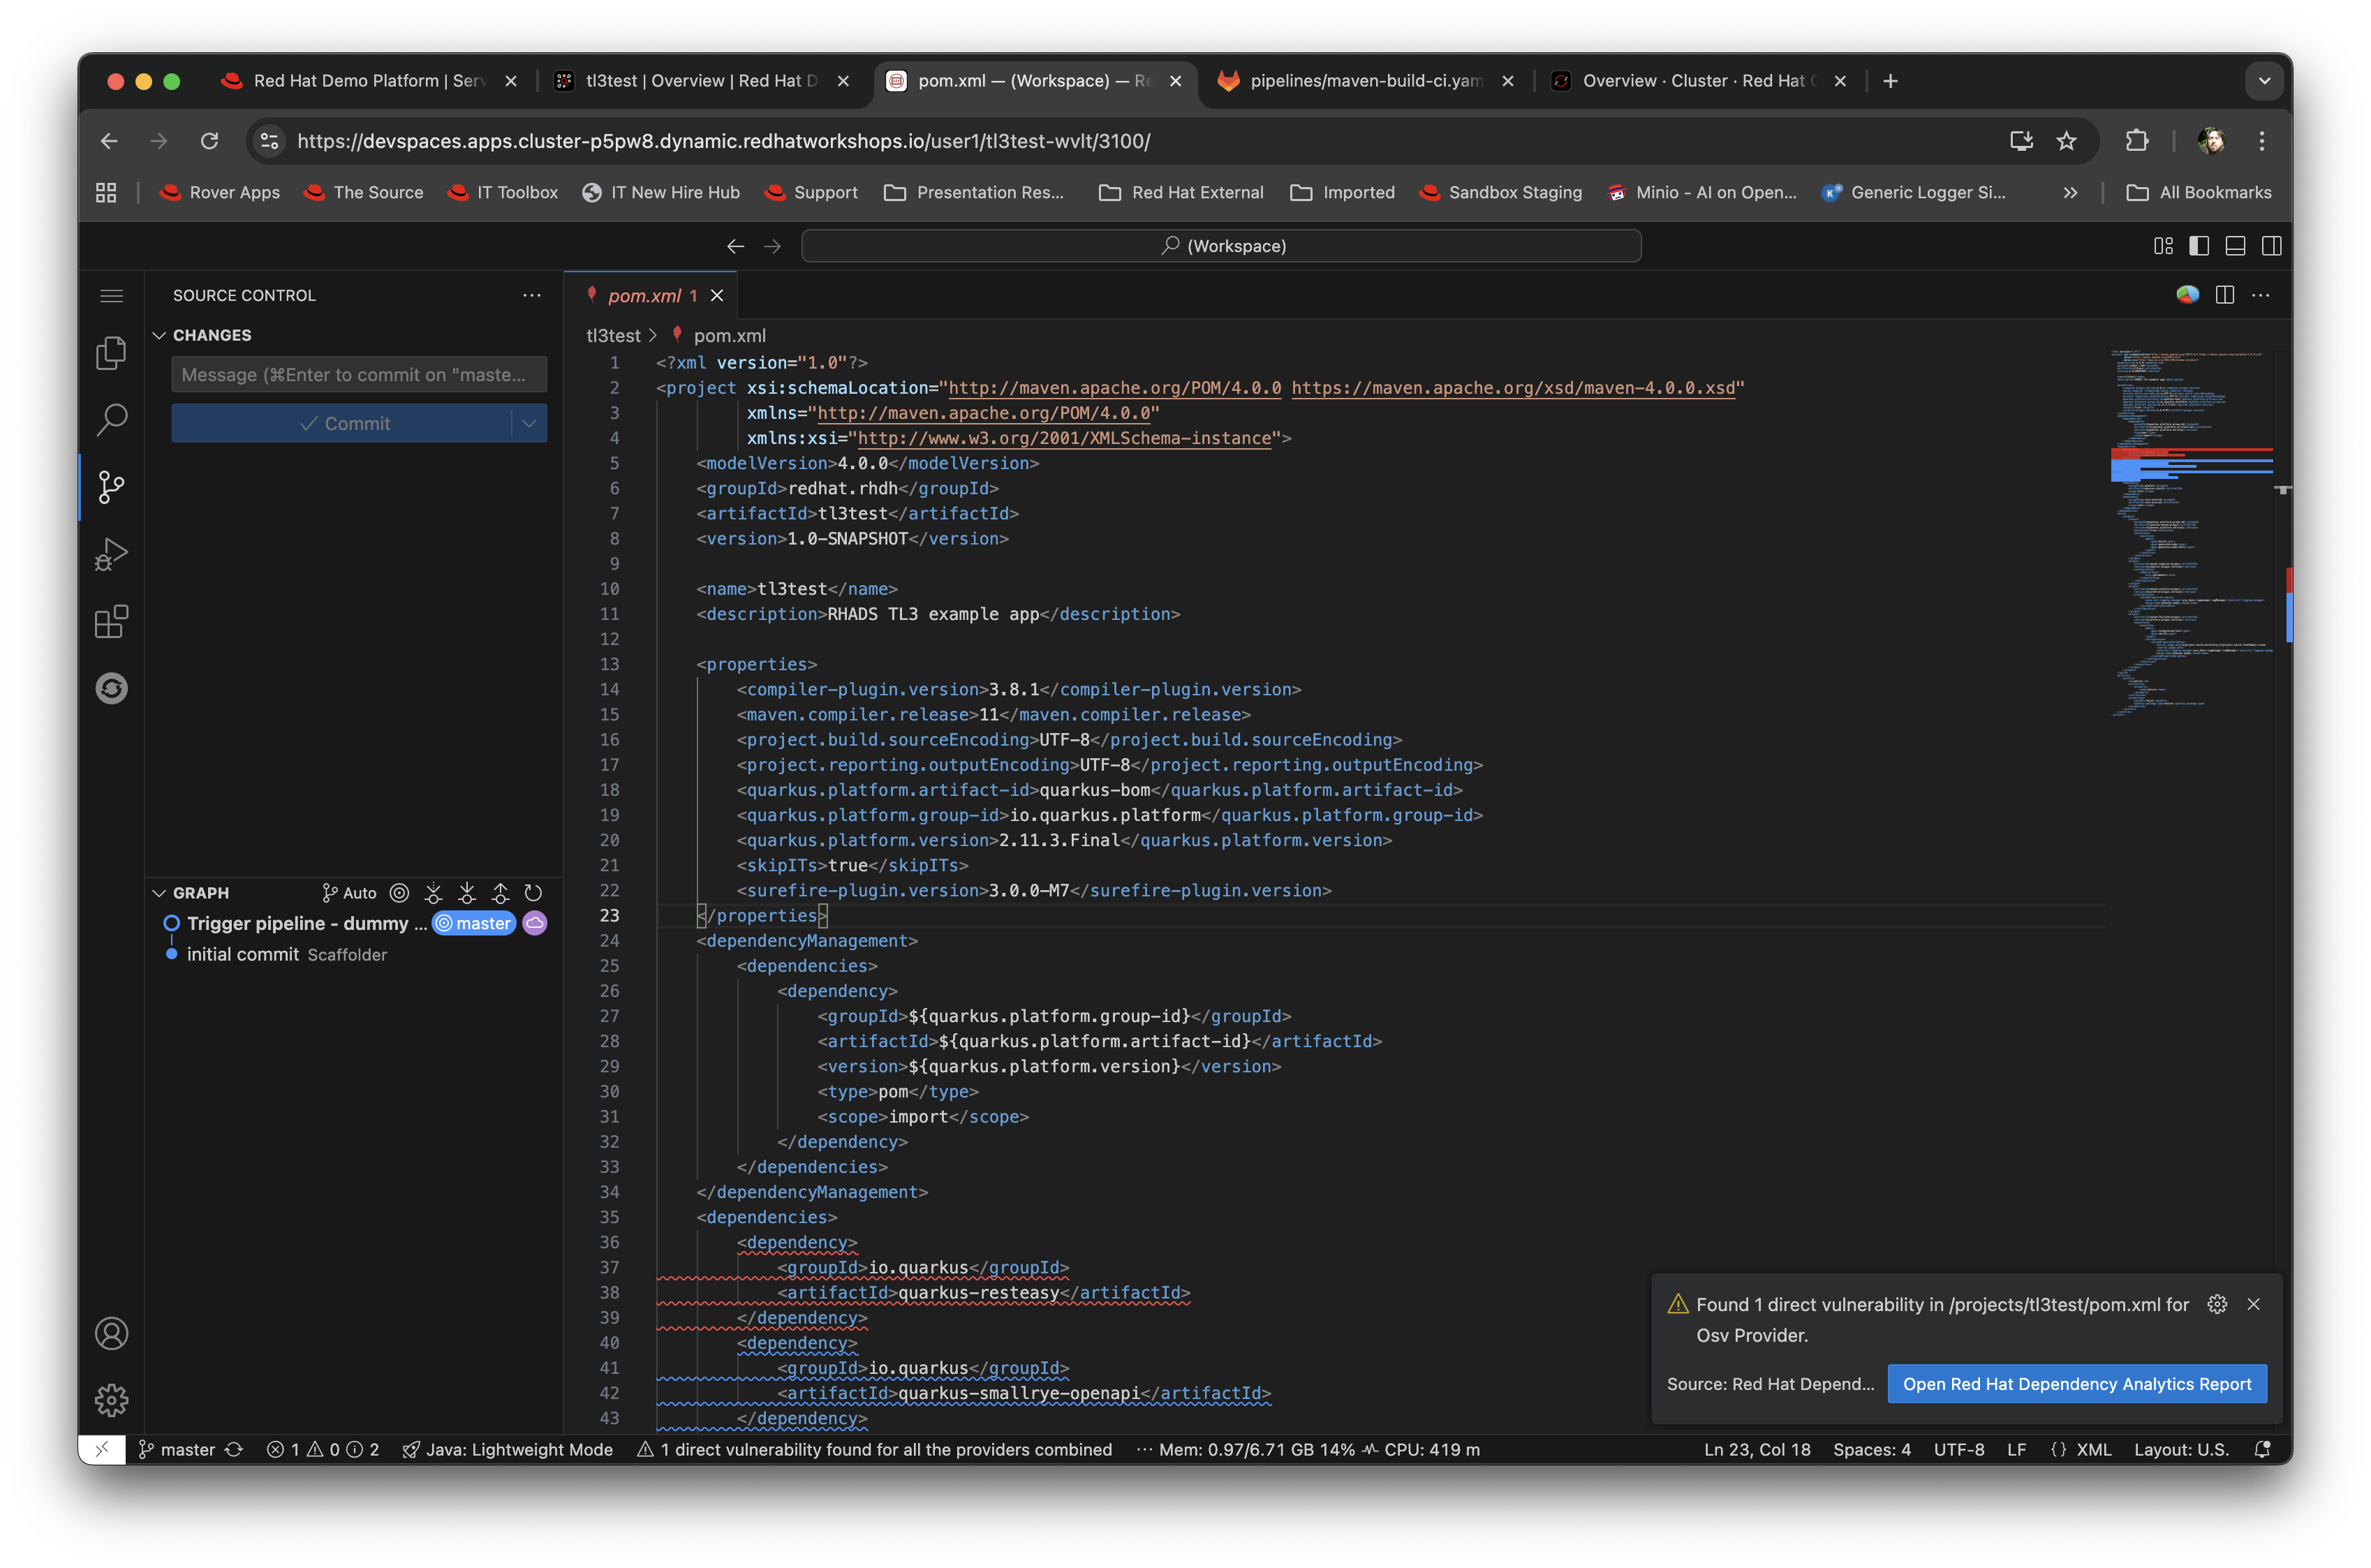 Red Hat Demo Platform | Serv
tl3test | Overview | Red Hat D
pom.xml — (Workspace) — Re
pipelines/maven-build-ci.yam
Overview · Cluster · Red Hat
https://devspaces.apps.cluster-p5pw8.dynamic.redhatworkshops.io/user1/tl3test-wvlt/3100/
Rover Apps The Source IT Toolbox IT New Hire Hub Support Presentation Res... Red Hat External Imported Sandbox Staging Minio - AI on Open... Generic Logger Si... » All Bookmarks
(Workspace)
SOURCE CONTROL
CHANGES
Message (⌘Enter to commit on "maste...
Commit
GRAPH Auto
Trigger pipeline - dummy ... master
initial commit Scaffolder
pom.xml 1
tl3test > pom.xml
1 <?xml version="1.0"?>
2 <project xsi:schemaLocation="http://maven.apache.org/POM/4.0.0 https://maven.apache.org/xsd/maven-4.0.0.xsd"
3 xmlns="http://maven.apache.org/POM/4.0.0"
4 xmlns:xsi="http://www.w3.org/2001/XMLSchema-instance">
5 <modelVersion>4.0.0</modelVersion>
6 <groupId>redhat.rhdh</groupId>
7 <artifactId>tl3test</artifactId>
8 <version>1.0-SNAPSHOT</version>
9
10 <name>tl3test</name>
11 <description>RHADS TL3 example app</description>
12
13 <properties>
14 <compiler-plugin.version>3.8.1</compiler-plugin.version>
15 <maven.compiler.release>11</maven.compiler.release>
16 <project.build.sourceEncoding>UTF-8</project.build.sourceEncoding>
17 <project.reporting.outputEncoding>UTF-8</project.reporting.outputEncoding>
18 <quarkus.platform.artifact-id>quarkus-bom</quarkus.platform.artifact-id>
19 <quarkus.platform.group-id>io.quarkus.platform</quarkus.platform.group-id>
20 <quarkus.platform.version>2.11.3.Final</quarkus.platform.version>
21 <skipITs>true</skipITs>
22 <surefire-plugin.version>3.0.0-M7</surefire-plugin.version>
23 </properties>
24 <dependencyManagement>
25 <dependencies>
26 <dependency>
27 <groupId>${quarkus.platform.group-id}</groupId>
28 <artifactId>${quarkus.platform.artifact-id}</artifactId>
29 <version>${quarkus.platform.version}</version>
30 <type>pom</type>
31 <scope>import</scope>
32 </dependency>
33 </dependencies>
34 </dependencyManagement>
35 <dependencies>
36 <dependency>
37 <groupId>io.quarkus</groupId>
38 <artifactId>quarkus-resteasy</artifactId>
39 </dependency>
40 <dependency>
41 <groupId>io.quarkus</groupId>
42 <artifactId>quarkus-smallrye-openapi</artifactId>
43 </dependency>
Found 1 direct vulnerability in /projects/tl3test/pom.xml for
Osv Provider.
Source: Red Hat Depend... Open Red Hat Dependency Analytics Report
master 1 0 2 Java: Lightweight Mode 1 direct vulnerability found for all the providers combined ··· Mem: 0.97/6.71 GB 14% CPU: 419 m Ln 23, Col 18 Spaces: 4 UTF-8 LF {} XML Layout: U.S.